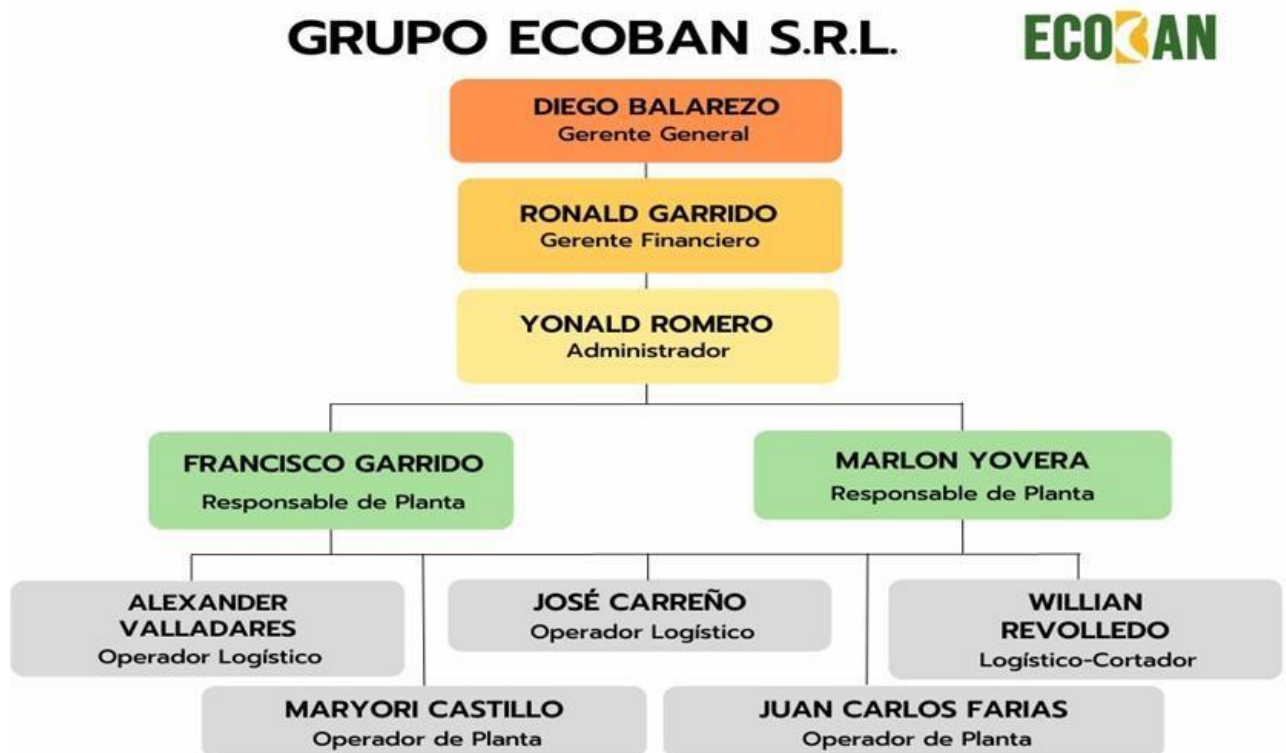 GRUPO ECOBAN S.R.L.
ECOBAN
DIEGO BALAREZO
Gerente General
RONALD GARRIDO
Gerente Financiero
YONALD ROMERO
Administrador
FRANCISCO GARRIDO
Responsable de Planta
MARLON YOVERA
Responsable de Planta
ALEXANDER
VALLADARES
Operador Logístico
JOSÉ CARREÑO
Operador Logístico
WILLIAN
REVOLLEDO
Logístico-Cortador
MARYORI CASTILLO
Operador de Planta
JUAN CARLOS FARIAS
Operador de Planta